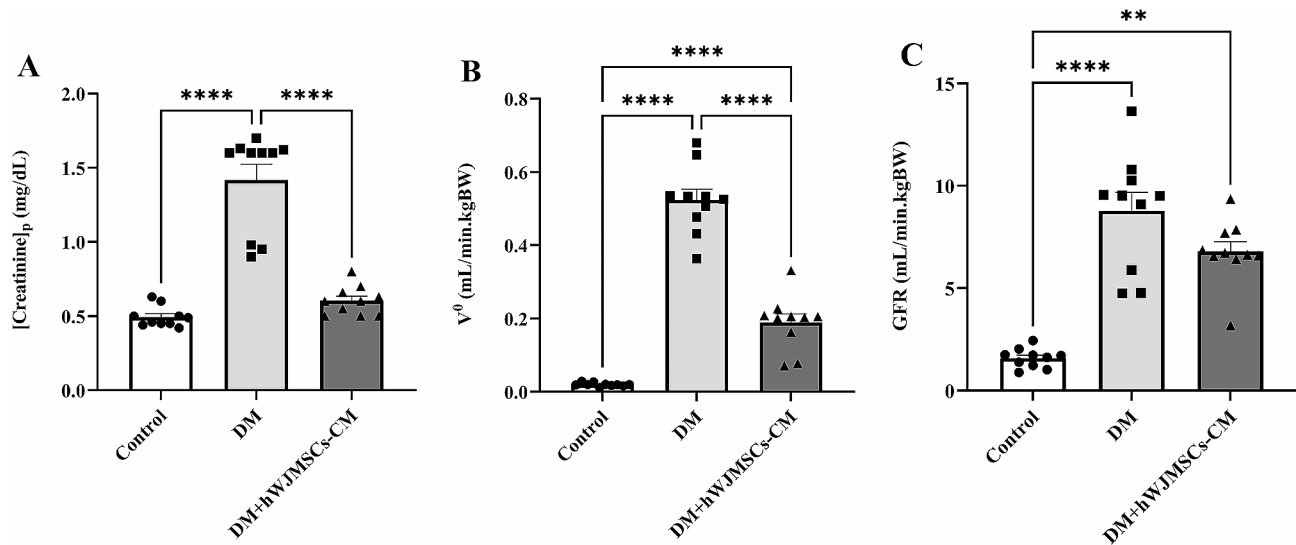 A
****
****
[Creatinine]p (mg/dL)
2.0
1.5
1.0
0.5
0.0
Control
DM
DM+hWJMSCs-CM
B
****
****
****
V0 (mL/min.kgBW)
0.8
0.6
0.4
0.2
0.0
Control
DM
DM+hWJMSCs-CM
C
**
****
GFR (mL/min.kgBW)
15
10
5
0
Control
DM
DM+hWJMSCs-CM